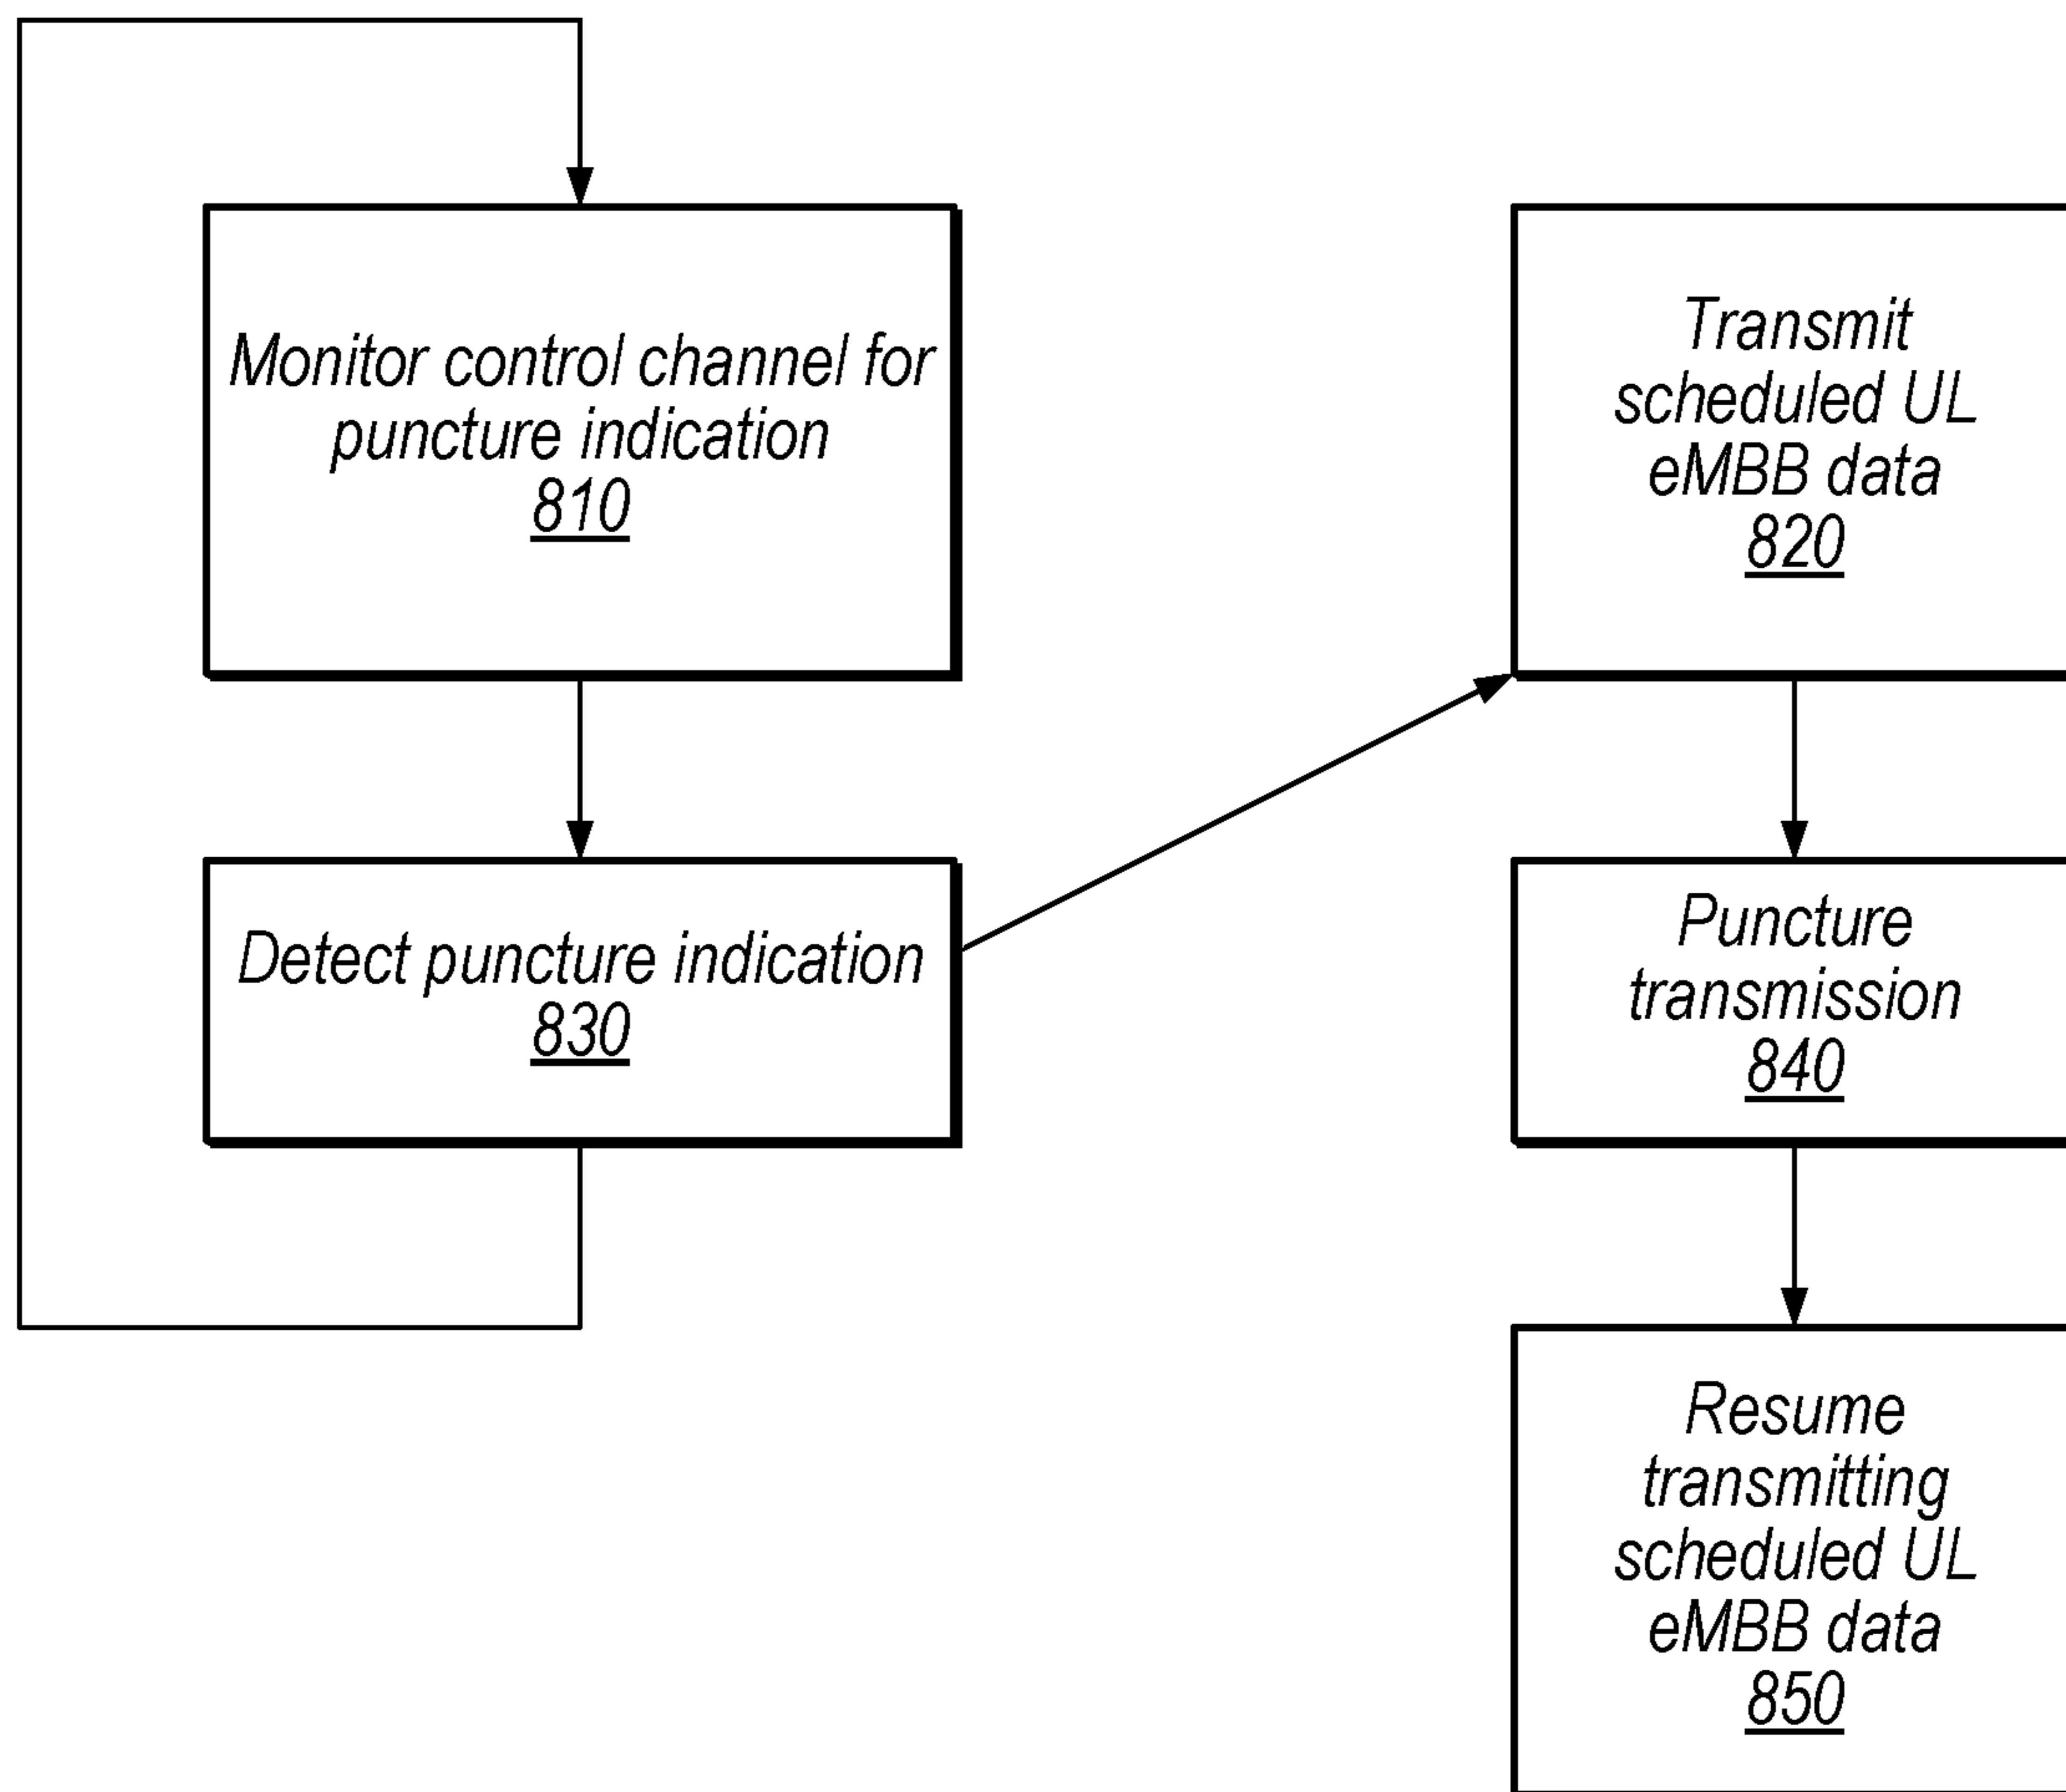 Monitor control channel for
puncture indication
810
Detect puncture indication
830
Transmit
scheduled UL
eMBB data
820
Puncture
transmission
840
Resume
transmitting
scheduled UL
eMBB data
850